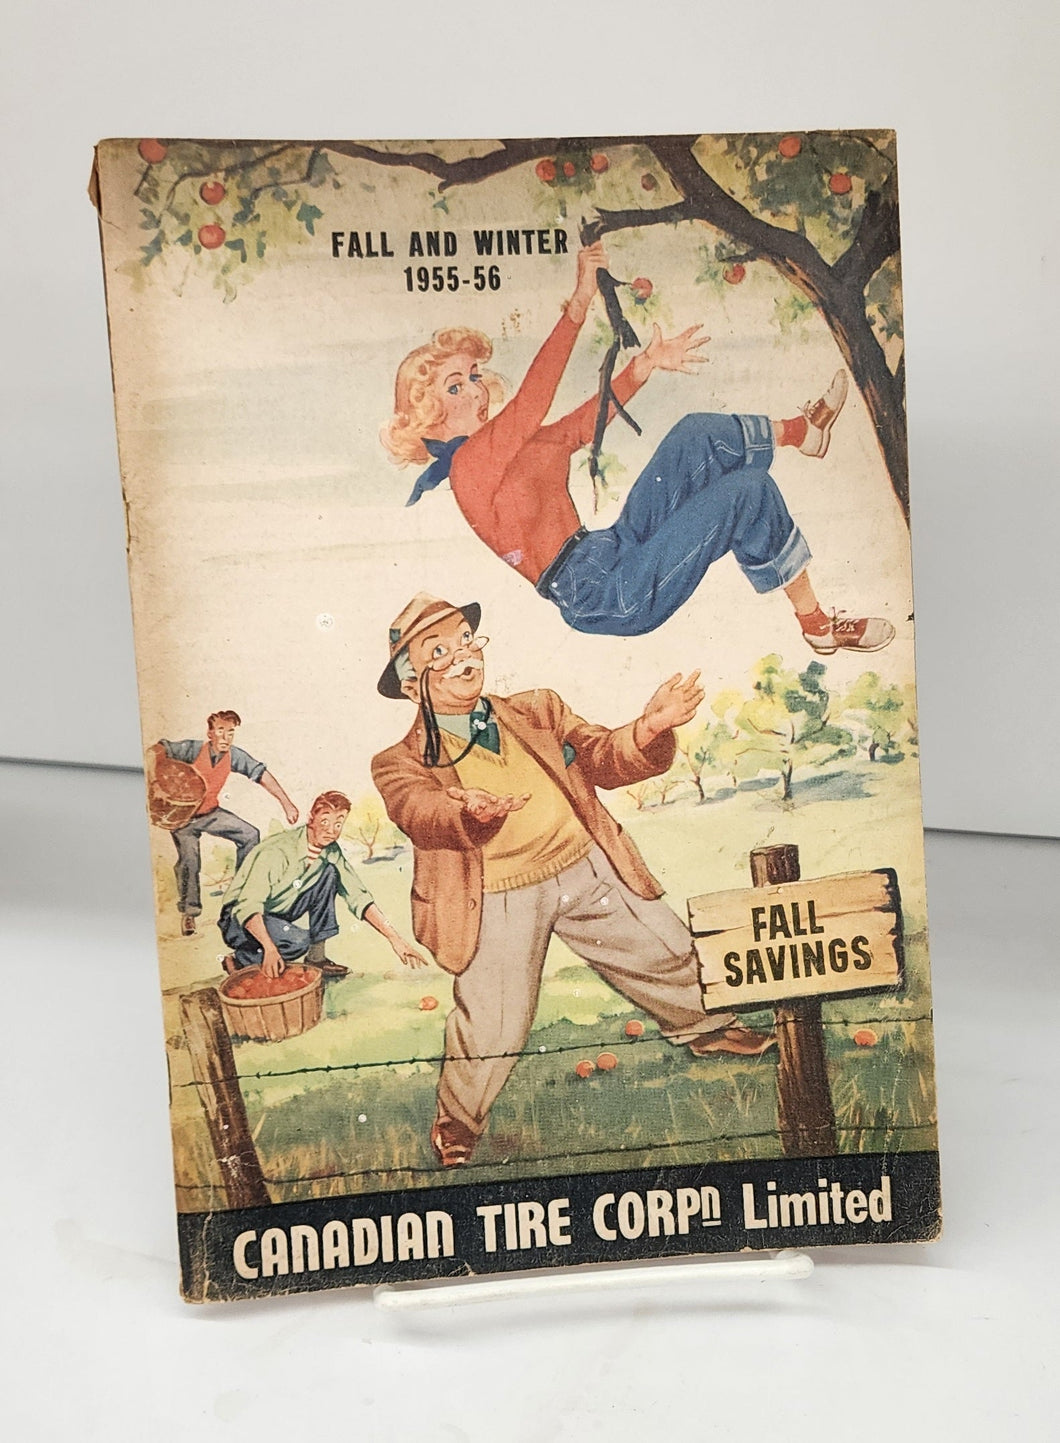 FALL AND WINTER
1955-56
FALL
SAVINGS
CANADIAN TIRE CORPn Limited